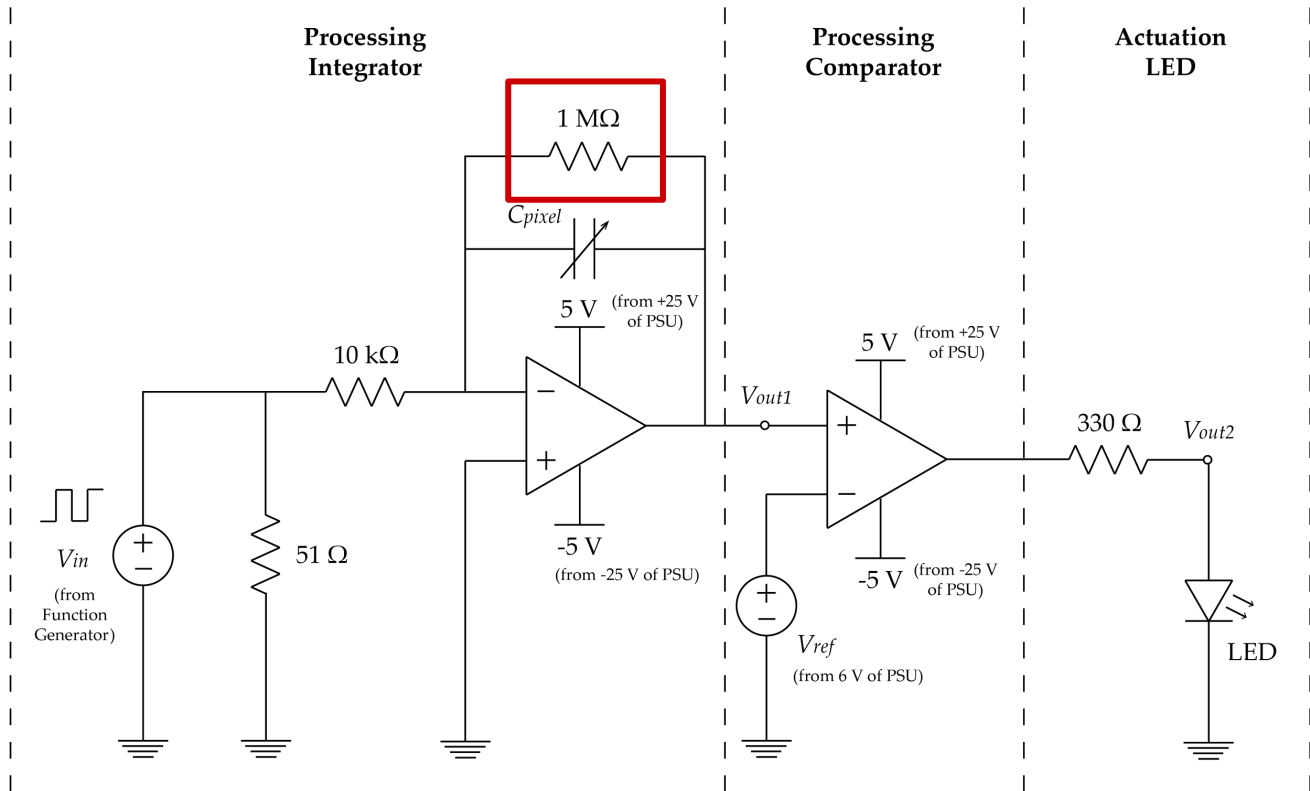 Processing
Integrator
Processing
Comparator
Actuation
LED
1 MΩ
Cpixel
5 V
(from +25 V
of PSU)
10 kΩ
−
+
-5 V
(from -25 V of PSU)
Vin
+
−
(from
Function
Generator)
51 Ω
Vout1
5 V
(from +25 V
of PSU)
+
−
-5 V
(from -25 V
of PSU)
+
−
Vref
(from 6 V of PSU)
330 Ω
Vout2
LED